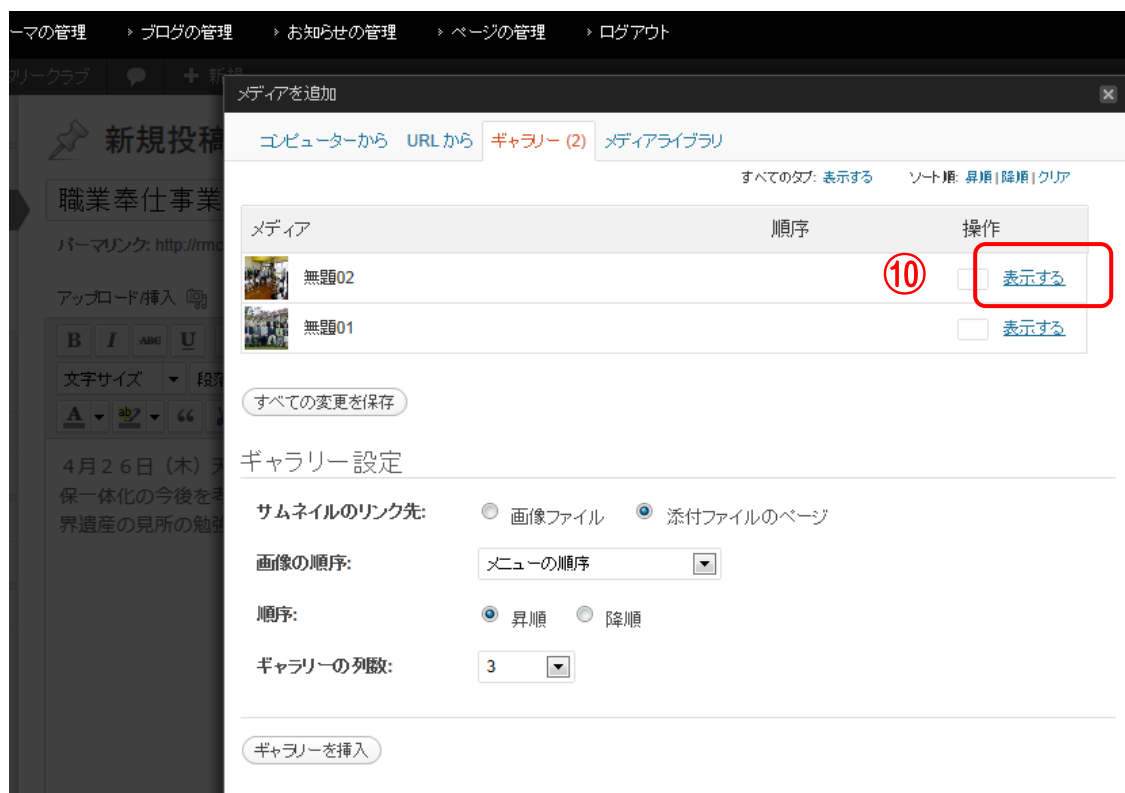 ーマの管理 › ブログの管理 › お知らせの管理 › ページの管理 › ログアウト
リークラブ + 新規
メディアを追加
新規投稿
コンピューターから URL から ギャラリー (2) メディアライブラリ
すべてのタブ: 表示する ソート順: 昇順 | 降順 | クリア
職業奉仕事業
メディア 順序 操作
パーマリンク: http://rmc
無題02 ⑩ 表示する
アップロード/挿入
無題01 表示する
B I ABC U
文字サイズ 段落
A ab
すべての変更を保存
４月２６日（木）天
保一体化の今後を考
界遺産の見所の勉強
ギャラリー設定
サムネイルのリンク先: 画像ファイル 添付ファイルのページ
画像の順序: メニューの順序
順序: 昇順 降順
ギャラリーの列数: 3
ギャラリーを挿入